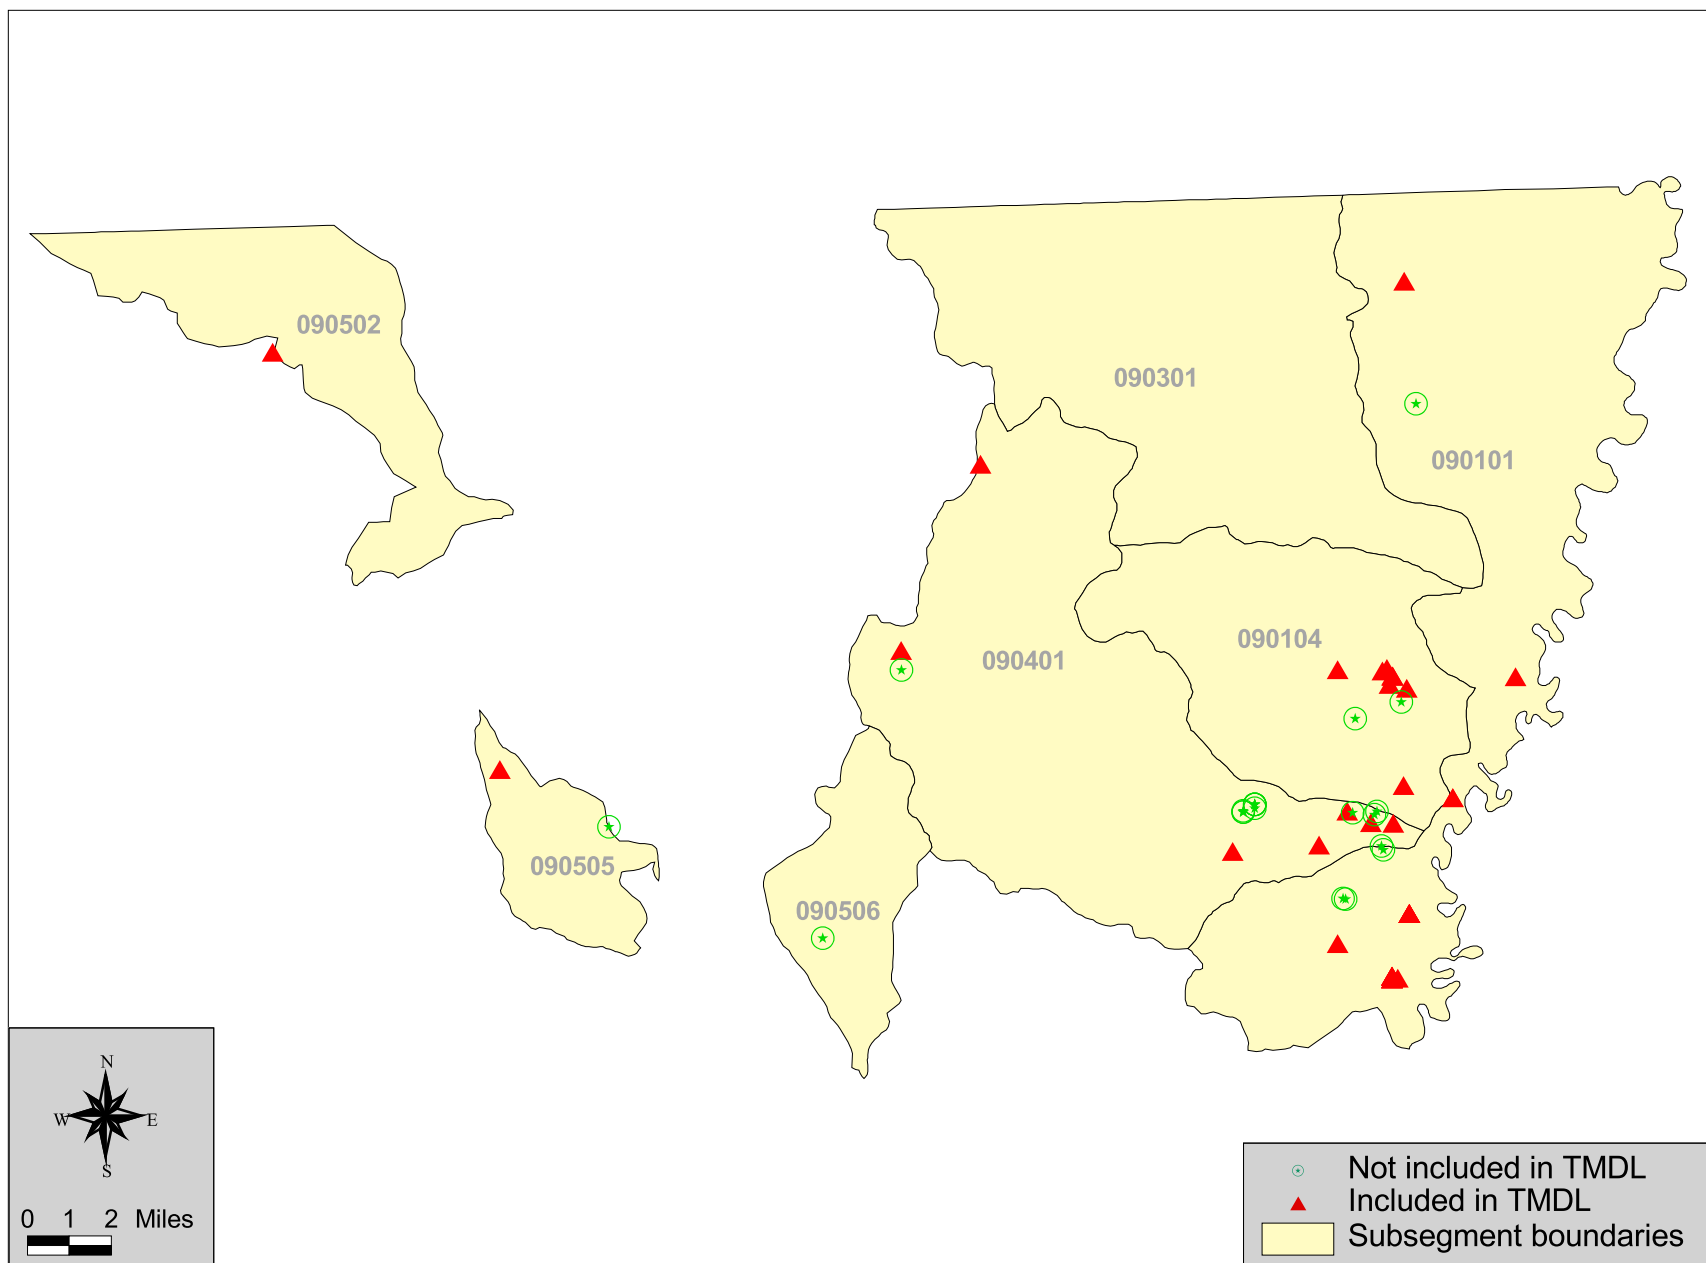 090502
090301
090101
090104
090401
090505
090506
N
W E
S
0 1 2 Miles
Not included in TMDL
Included in TMDL
Subsegment boundaries